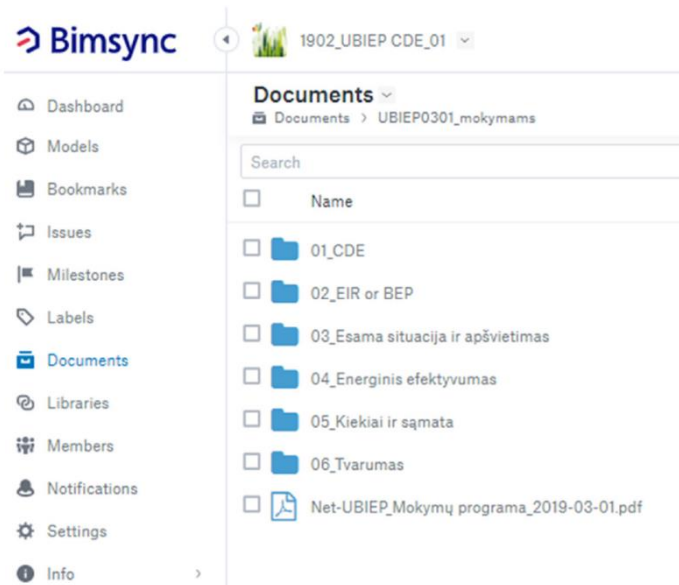 Bimsync
1902_UBIEP CDE_01
Documents
Documents > UBIEP0301_mokymams
Search
Name
01_CDE
02_EIR or BEP
03_Esama situacija ir apšvietimas
04_Energinis efektyvumas
05_Kiekiai ir sąmata
06_Tvarumas
Net-UBIEP_Mokymų programa_2019-03-01.pdf
Dashboard
Models
Bookmarks
Issues
Milestones
Labels
Documents
Libraries
Members
Notifications
Settings
Info